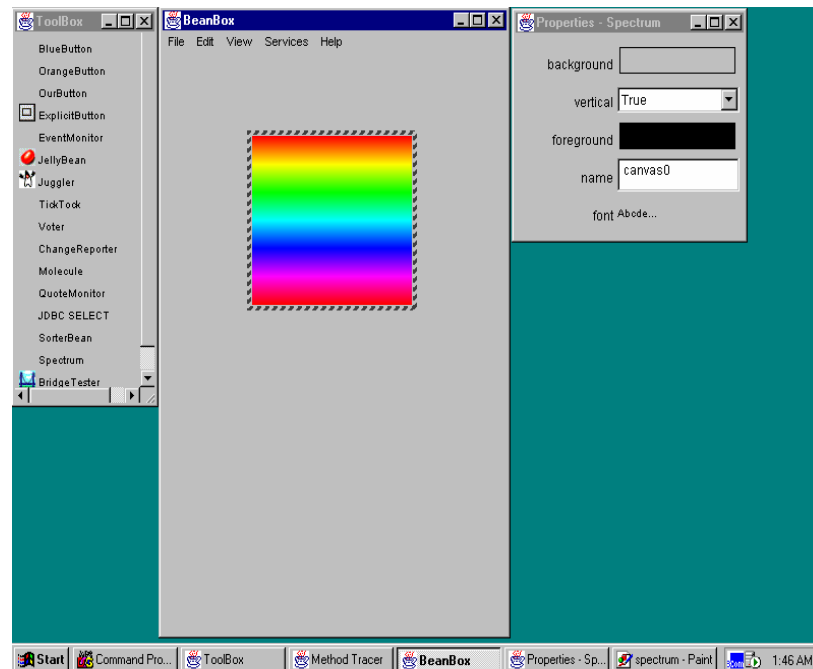 ToolBox
BlueButton
OrangeButton
OurButton
ExplicitButton
EventMonitor
JellyBean
Juggler
TickTock
Voter
ChangeReporter
Molecule
QuoteMonitor
JDBC SELECT
SorterBean
Spectrum
BridgeTester
BeanBox
File Edit View Services Help
Properties - Spectrum
background
vertical True
foreground
name canvas0
font Abcde...
Start Command Pro... ToolBox Method Tracer BeanBox Properties - Sp... spectrum - Paint 1:46 AM